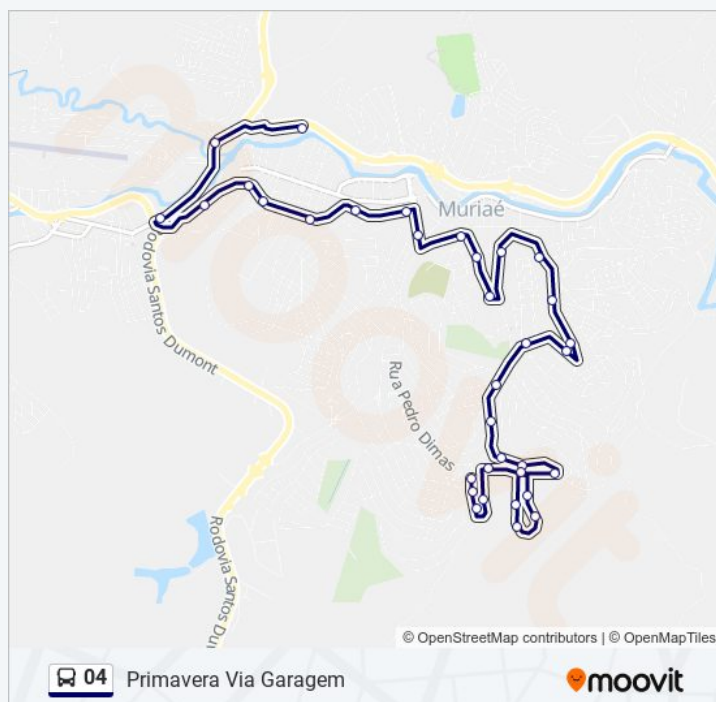 Muriaé
Rodovia Santos Dumont
Rua Pedro Dimas
Rodovia Santos Du
© OpenStreetMap contributors | © OpenMapTiles
04 Primavera Via Garagem
moovit